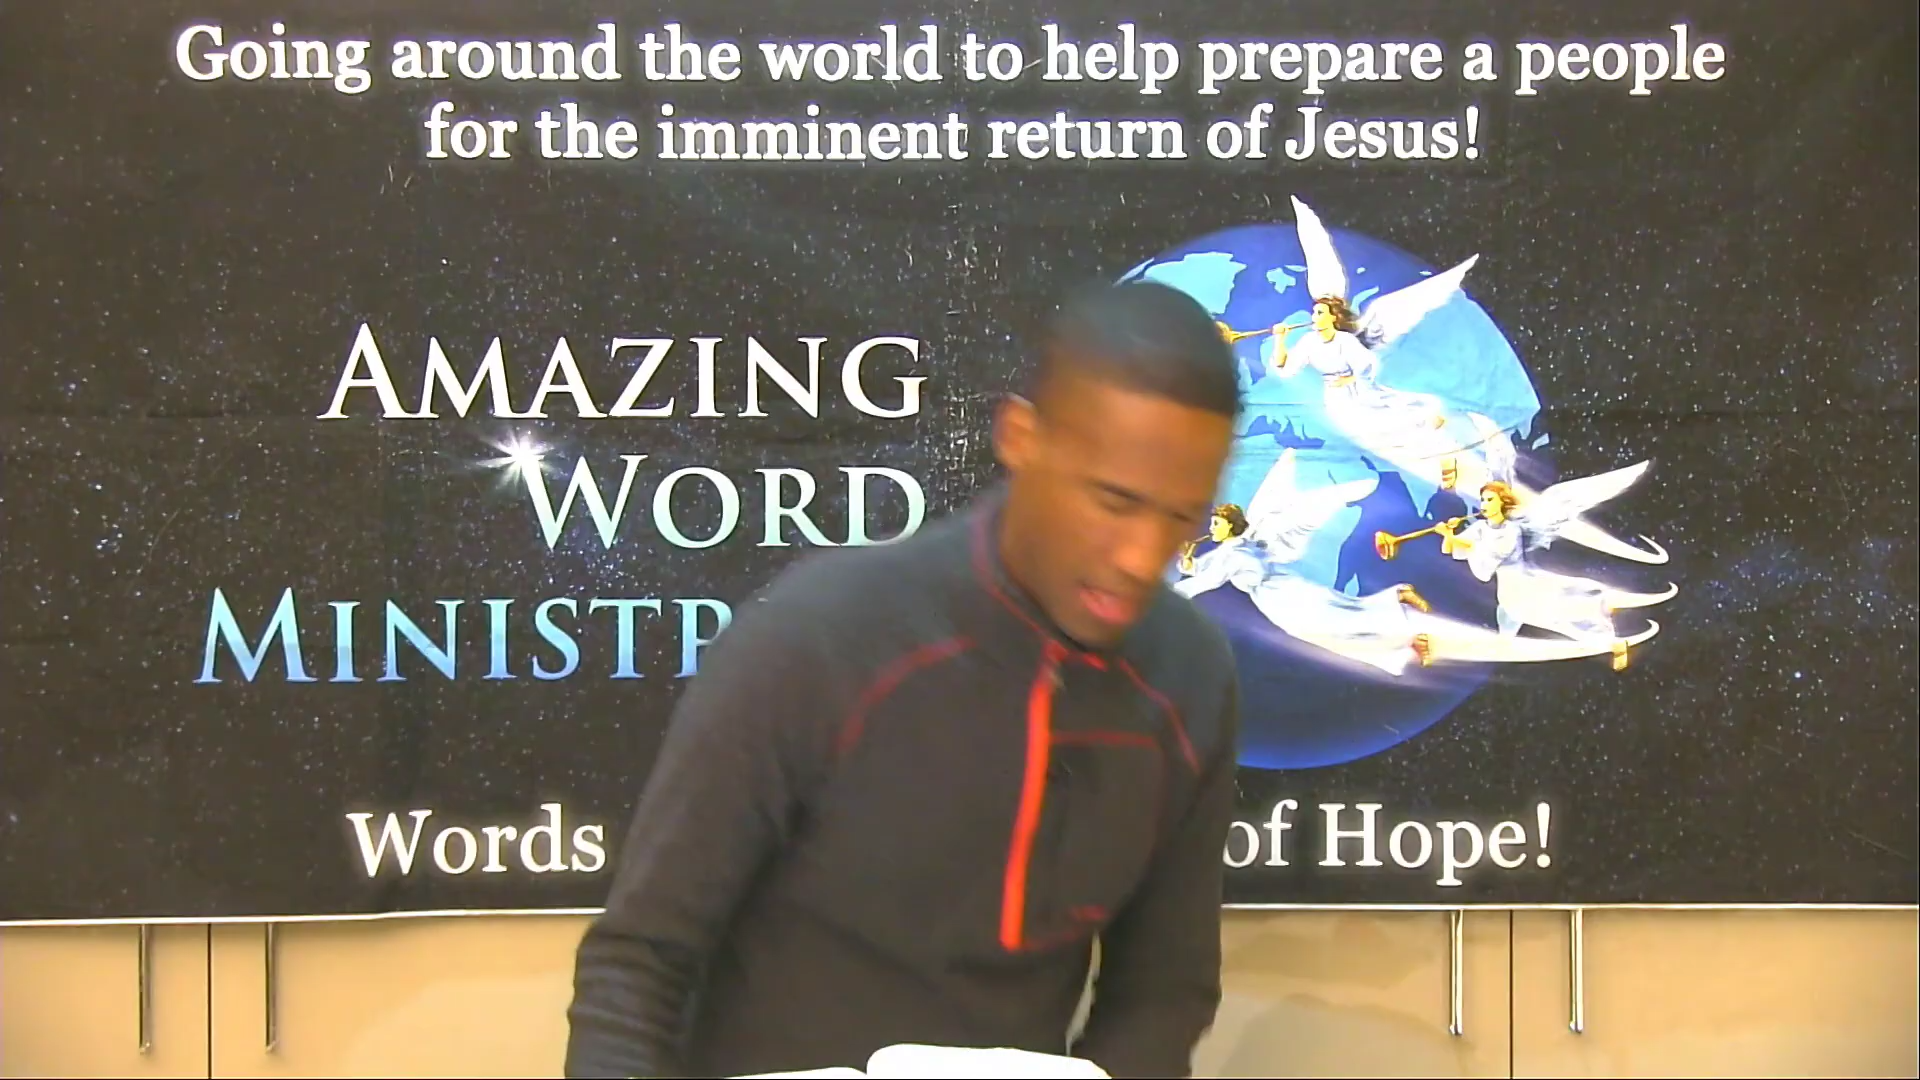 Going around the world to help prepare a people
for the imminent return of Jesus!
AMAZING
WORD
MINISTR
Words of Hope!